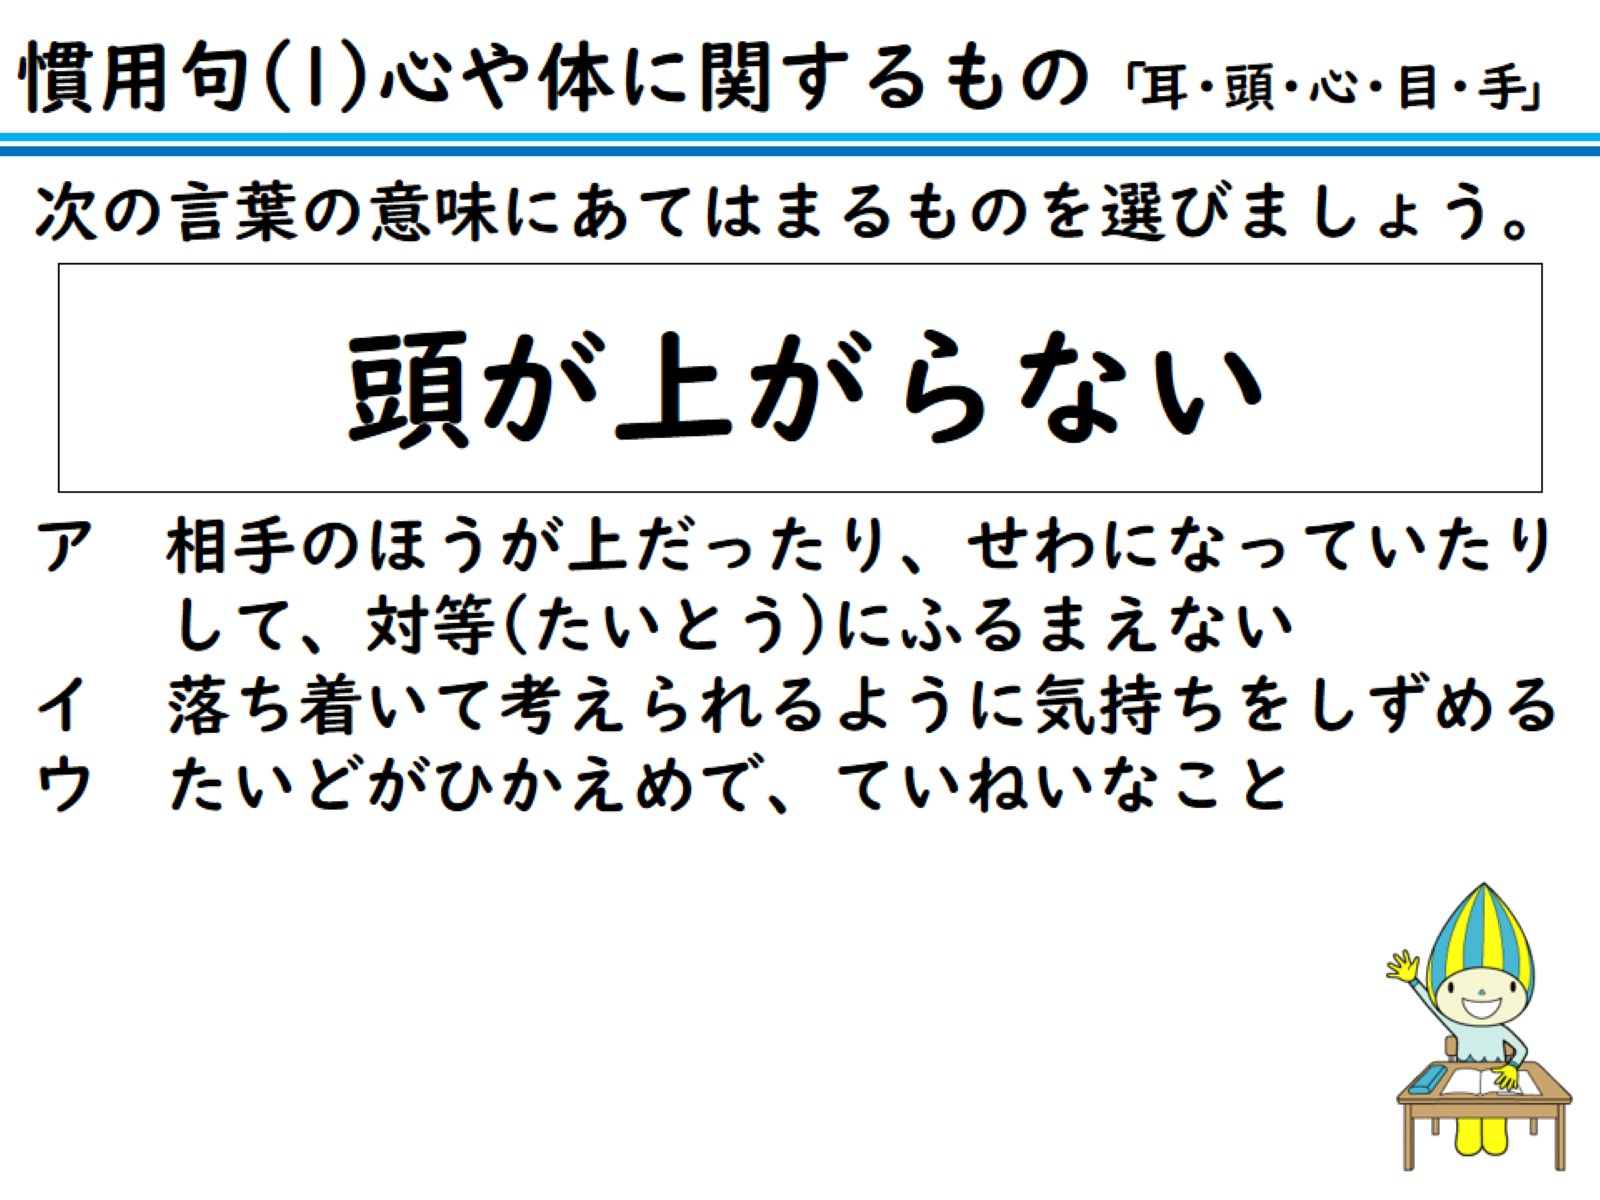 慣用句(1)心や体に関するもの「耳・頭・心・目・手」
次の言葉の意味にあてはまるものを選びましょう。
頭が上がらない
ア　相手のほうが上だったり、せわになっていたり
して、対等(たいとう)にふるまえない
イ　落ち着いて考えられるように気持ちをしずめる
ウ　たいどがひかえめで、ていねいなこと